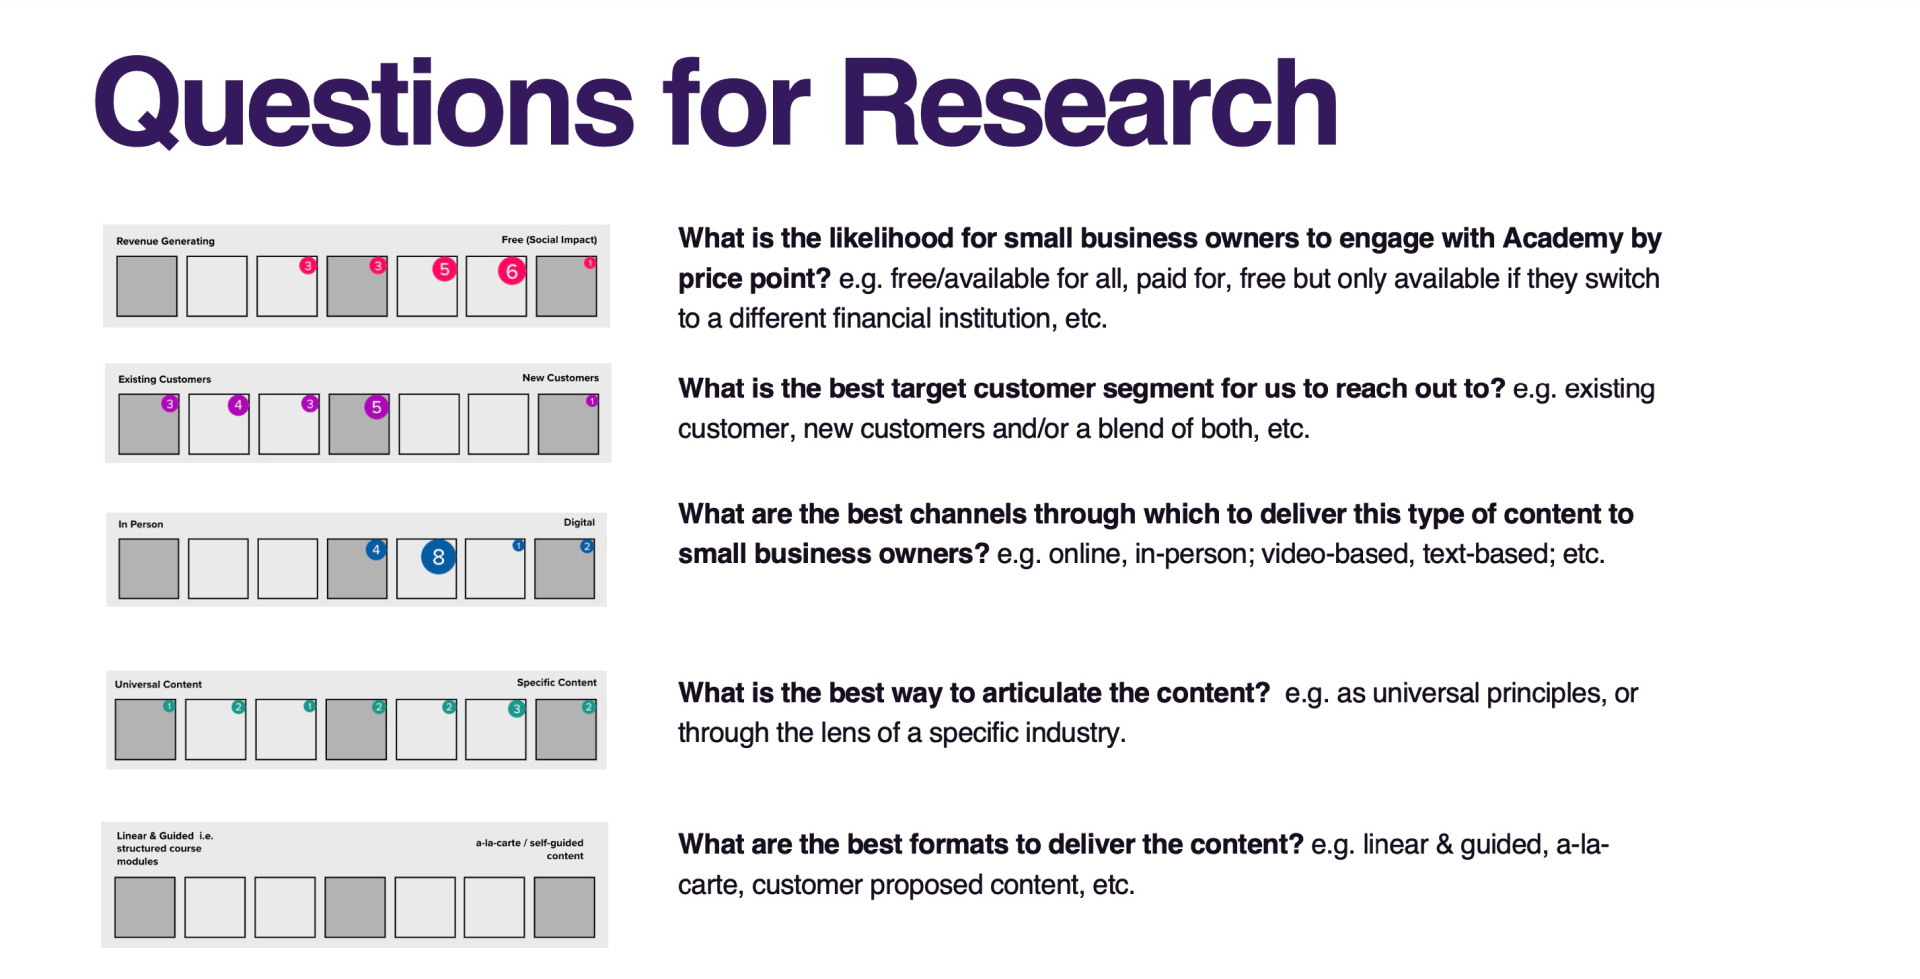 Questions for Research
Revenue Generating
Free (Social Impact)
3
3
5
6
1
What is the likelihood for small business owners to engage with Academy by
price point? e.g. free/available for all, paid for, free but only available if they switch
to a different financial institution, etc.
Existing Customers
New Customers
3
4
3
5
1
What is the best target customer segment for us to reach out to? e.g. existing
customer, new customers and/or a blend of both, etc.
In Person
Digital
4
8
1
2
What are the best channels through which to deliver this type of content to
small business owners? e.g. online, in-person; video-based, text-based; etc.
Universal Content
Specific Content
1
2
1
2
2
3
2
What is the best way to articulate the content?  e.g. as universal principles, or
through the lens of a specific industry.
Linear & Guided  i.e.
structured course
modules
a-la-carte / self-guided
content
What are the best formats to deliver the content? e.g. linear & guided, a-la-
carte, customer proposed content, etc.